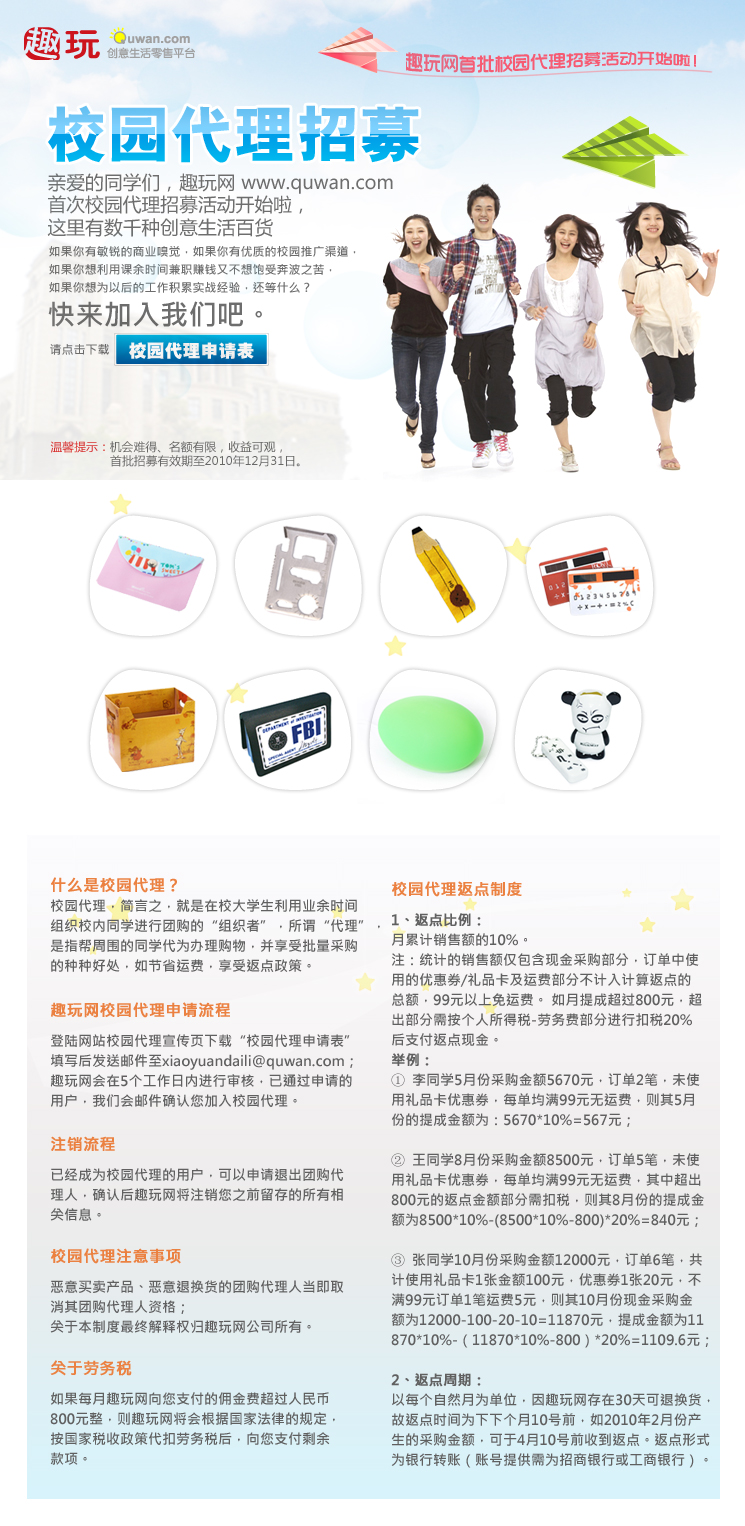 趣玩
Quwan.com
创意生活零售平台
趣玩网首批校园代理招募活动开始啦！
校园代理招募
亲爱的同学们，趣玩网 www.quwan.com
首次校园代理招募活动开始啦，
这里有数千种创意生活百货
如果你有敏锐的商业嗅觉，如果你有优质的校园推广渠道，
如果你想利用课余时间兼职赚钱又不想饱受奔波之苦，
如果你想为以后的工作积累实战经验，还等什么？
快来加入我们吧。
请点击下载 校园代理申请表
温馨提示：机会难得、名额有限，收益可观，
首批招募有效期至2010年12月31日。
TOM'S
SWEETS
0 1 2 3 4 5 6 7 8 9
÷ × − + · = ± % C
DEPARTMENT OF INVESTIGATION
FBI
SPECIAL AGENT
什么是校园代理？
校园代理，简言之，就是在校大学生利用业余时间
组织校内同学进行团购的“组织者”，所谓“代理”，
是指帮周围的同学代为办理购物，并享受批量采购
的种种好处，如节省运费，享受返点政策。
趣玩网校园代理申请流程
登陆网站校园代理宣传页下载“校园代理申请表”
填写后发送邮件至xiaoyuandaili@quwan.com；
趣玩网会在5个工作日内进行审核，已通过申请的
用户，我们会邮件确认您加入校园代理。
注销流程
已经成为校园代理的用户，可以申请退出团购代
理人，确认后趣玩网将注销您之前留存的所有相
关信息。
校园代理注意事项
恶意买卖产品、恶意退换货的团购代理人当即取
消其团购代理人资格；
关于本制度最终解释权归趣玩网公司所有。
关于劳务税
如果每月趣玩网向您支付的佣金费超过人民币
800元整，则趣玩网将会根据国家法律的规定，
按国家税收政策代扣劳务税后，向您支付剩余
款项。
校园代理返点制度
1、返点比例：
月累计销售额的10%。
注：统计的销售额仅包含现金采购部分，订单中使
用的优惠券/礼品卡及运费部分不计入计算返点的
总额，99元以上免运费。 如月提成超过800元，超
出部分需按个人所得税-劳务费部分进行扣税20%
后支付返点现金。
举例：
① 李同学5月份采购金额5670元，订单2笔，未使
用礼品卡优惠券，每单均满99元无运费，则其5月
份的提成金额为：5670*10%=567元；
② 王同学8月份采购金额8500元，订单5笔，未使
用礼品卡优惠券，每单均满99元无运费，其中超出
800元的返点金额部分需扣税，则其8月份的提成金
额为8500*10%-(8500*10%-800)*20%=840元；
③ 张同学10月份采购金额12000元，订单6笔，共
计使用礼品卡1张金额100元，优惠券1张20元，不
满99元订单1笔运费5元，则其10月份现金采购金
额为12000-100-20-10=11870元，提成金额为11
870*10%-（11870*10%-800）*20%=1109.6元；
2、返点周期：
以每个自然月为单位，因趣玩网存在30天可退换货，
故返点时间为下下个月10号前，如2010年2月份产
生的采购金额，可于4月10号前收到返点。返点形式
为银行转账（账号提供需为招商银行或工商银行）。